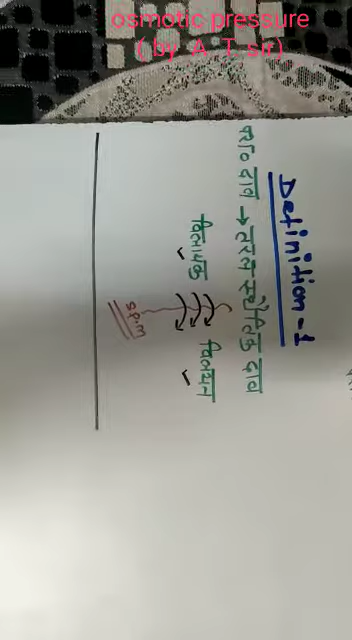 osmotic pressure
( by A. T. sir)
Definition-1
परा० दाब → तरल स्थैतिक दाब
विलायक
विलयन
S.P.M